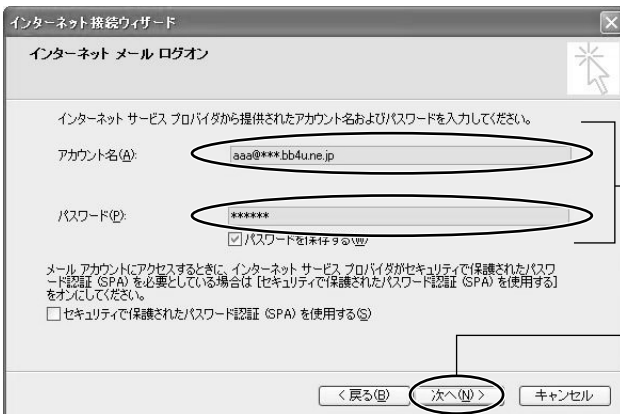 インターネット接続ウィザード
インターネット メール ログオン
インターネット サービス プロバイダから提供されたアカウント名およびパスワードを入力してください。
アカウント名(A):
aaa@***.bb4u.ne.jp
パスワード(P):
******
パスワードを保存する(W)
メール アカウントにアクセスするときに、インターネット サービス プロバイダがセキュリティで保護されたパスワ
ード認証 (SPA) を必要としている場合は [セキュリティで保護されたパスワード認証 (SPA) を使用する]
をオンにしてください。
セキュリティで保護されたパスワード認証 (SPA) を使用する(S)
< 戻る(B)
次へ(N) >
キャンセル